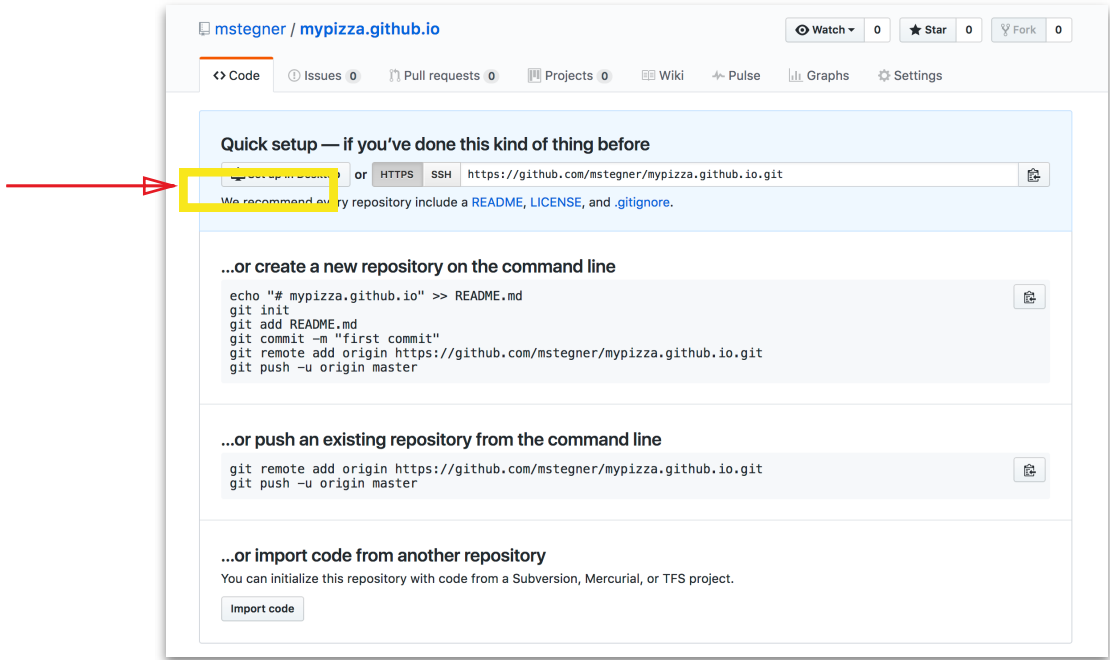 mstegner / mypizza.github.io
Watch 0 Star 0 Fork 0
<> Code Issues 0 Pull requests 0 Projects 0 Wiki Pulse Graphs Settings
Quick setup — if you’ve done this kind of thing before
Set up in Desktop or HTTPS SSH https://github.com/mstegner/mypizza.github.io.git
We recommend every repository include a README, LICENSE, and .gitignore.
...or create a new repository on the command line
echo "# mypizza.github.io" >> README.md
git init
git add README.md
git commit -m "first commit"
git remote add origin https://github.com/mstegner/mypizza.github.io.git
git push -u origin master
...or push an existing repository from the command line
git remote add origin https://github.com/mstegner/mypizza.github.io.git
git push -u origin master
...or import code from another repository
You can initialize this repository with code from a Subversion, Mercurial, or TFS project.
Import code